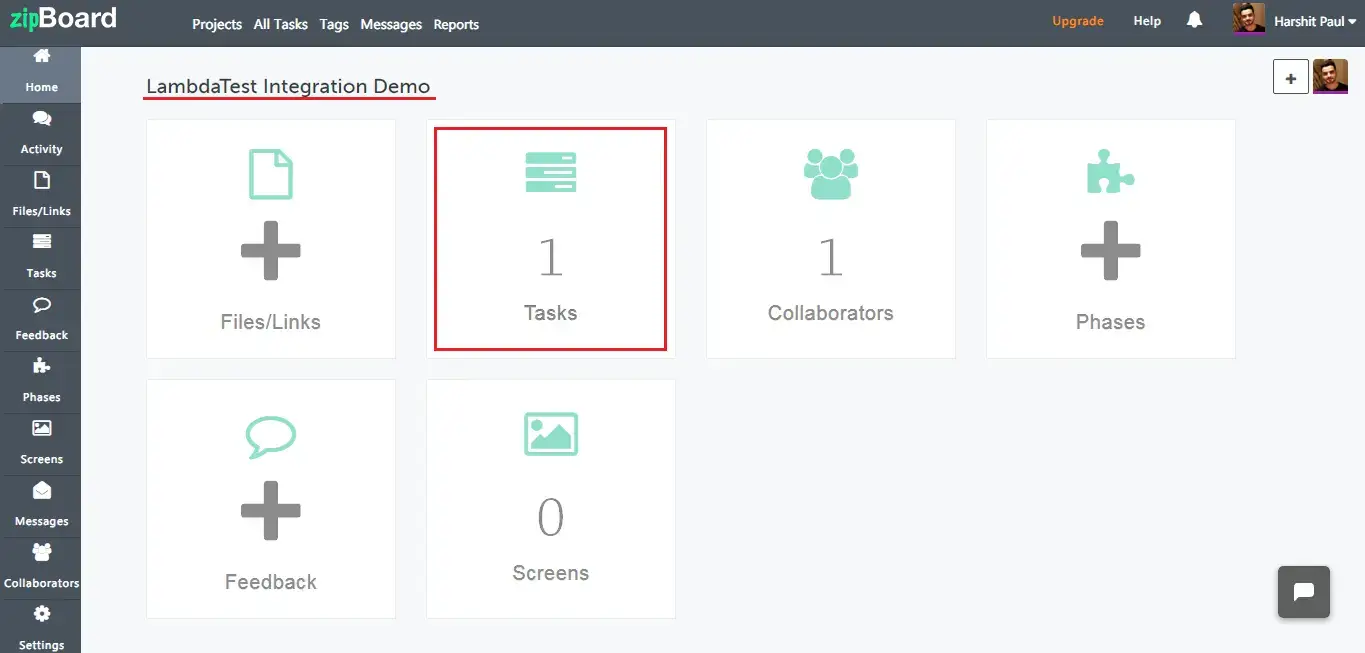 zipBoard
Projects All Tasks Tags Messages Reports
Upgrade Help Harshit Paul
Home
Activity
Files/Links
Tasks
Feedback
Phases
Screens
Messages
Collaborators
Settings
LambdaTest Integration Demo
Files/Links
1
Tasks
1
Collaborators
Phases
Feedback
0
Screens